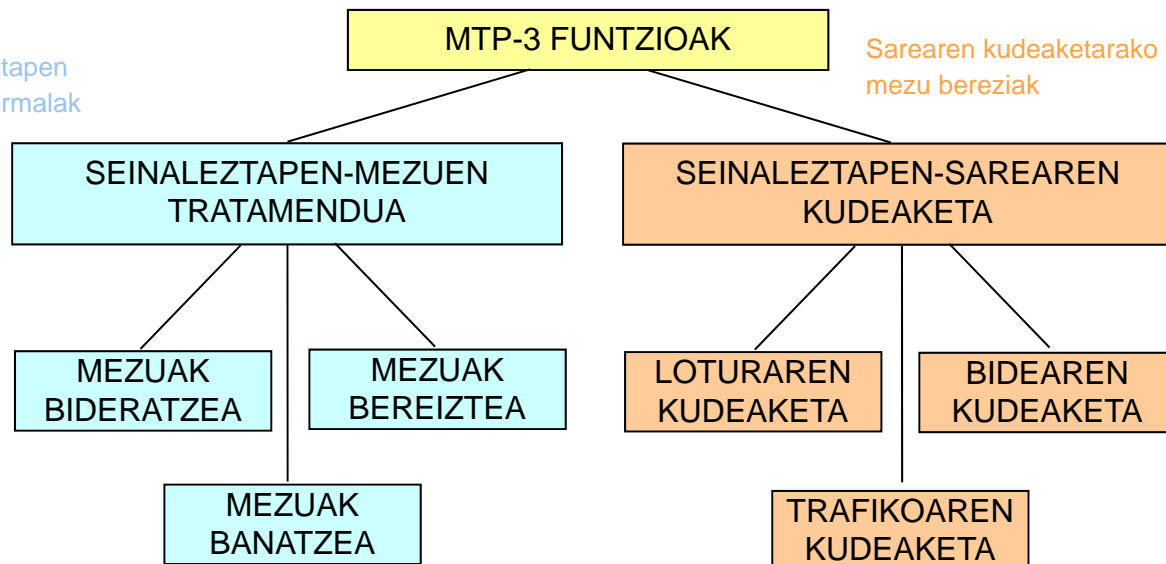 MTP-3 FUNTZIOAK
Sarearen kudeaketarako
mezu bereziak
SEINALEZTAPEN-MEZUEN
TRATAMENDUA
SEINALEZTAPEN-SAREAREN
KUDEAKETA
MEZUAK
BIDERATZEA
MEZUAK
BEREIZTEA
MEZUAK
BANATZEA
LOTURAREN
KUDEAKETA
BIDEAREN
KUDEAKETA
TRAFIKOAREN
KUDEAKETA